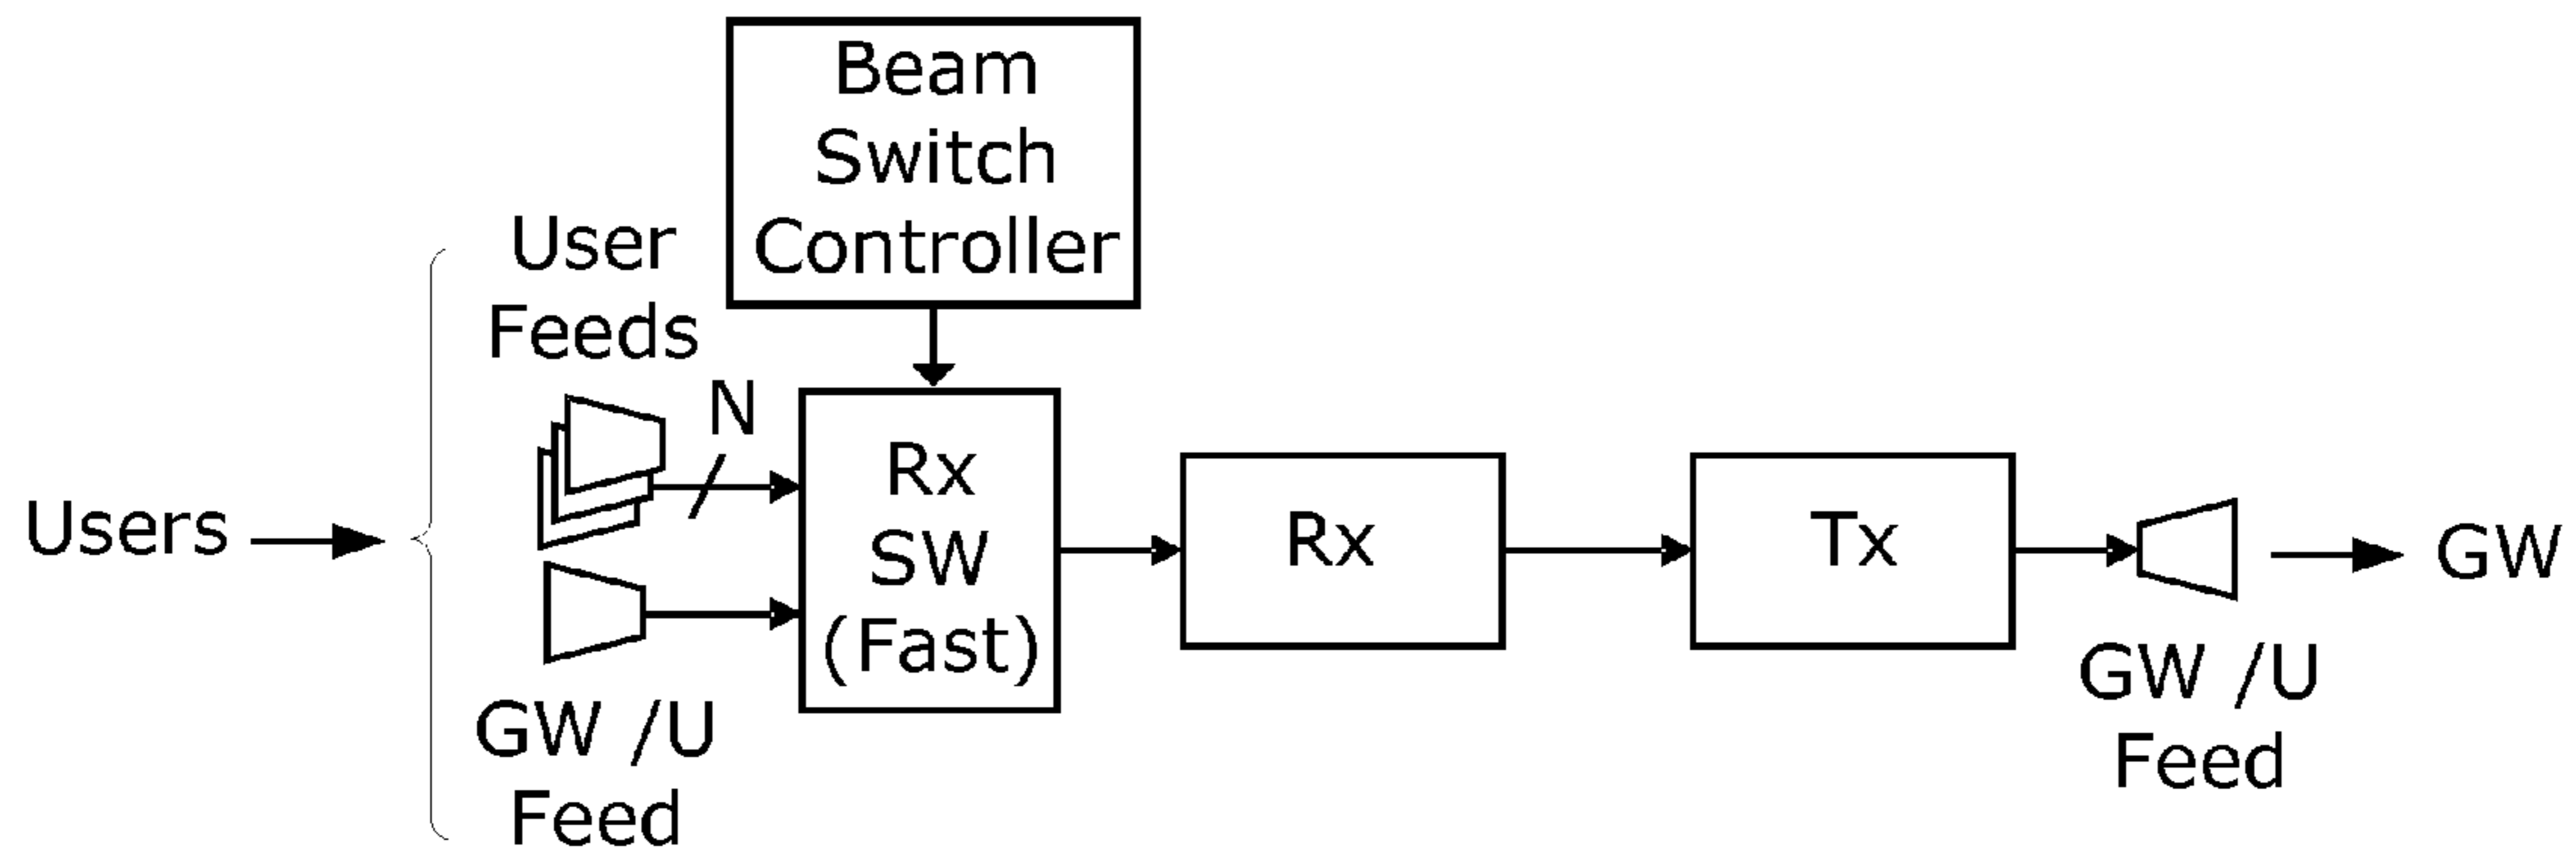 Beam
Switch
Controller
User
Feeds
N
Users
Rx
SW
(Fast)
Rx
Tx
GW
GW /U
Feed
GW /U
Feed